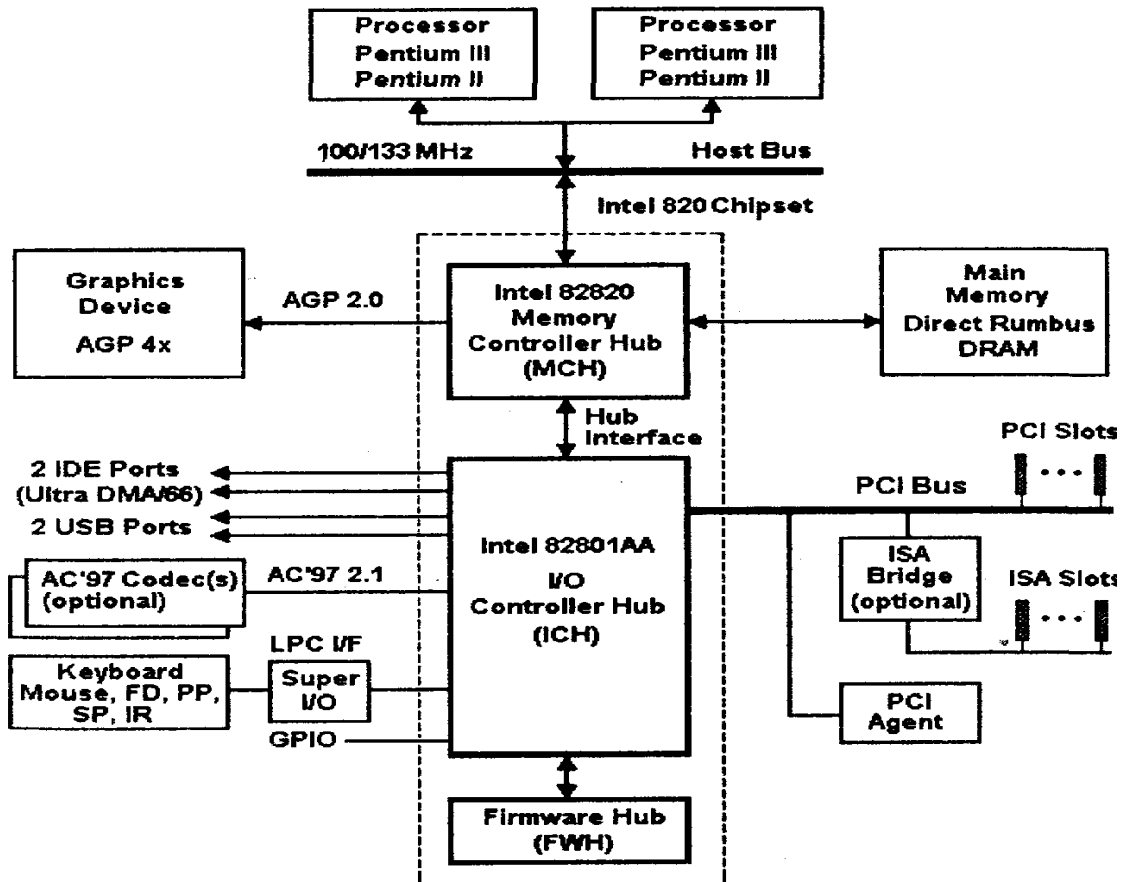 Processor
Pentium III
Pentium II
Processor
Pentium III
Pentium II
100/133 MHz
Host Bus
Intel 820 Chipset
Graphics
Device
AGP 4x
AGP 2.0
Intel 82820
Memory
Controller Hub
(MCH)
Main
Memory
Direct Rumbus
DRAM
Hub
Interface
PCI Slots
2 IDE Ports
(Ultra DMA/66)
2 USB Ports
PCI Bus
Intel 82801AA
I/O
Controller Hub
(ICH)
AC'97 Codec(s)
(optional)
AC'97 2.1
ISA
Bridge
(optional)
ISA Slots
LPC I/F
Keyboard
Mouse, FD, PP,
SP, IR
Super
I/O
GPIO
PCI
Agent
Firmware Hub
(FWH)